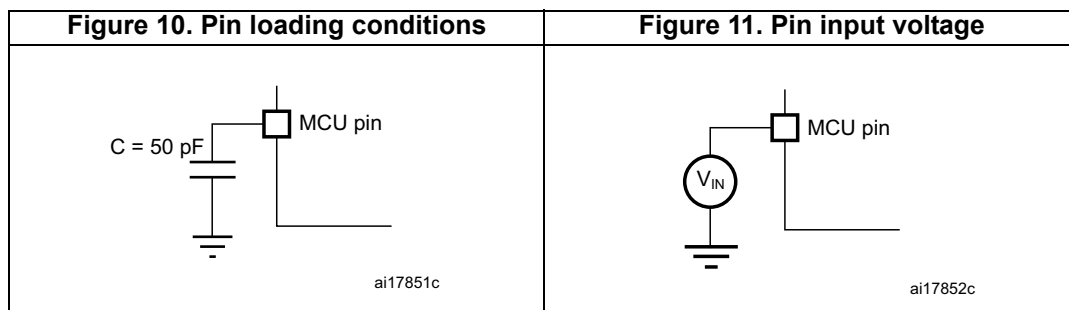 Figure 10. Pin loading conditions
Figure 11. Pin input voltage
MCU pin
C = 50 pF
ai17851c
MCU pin
VIN
ai17852c